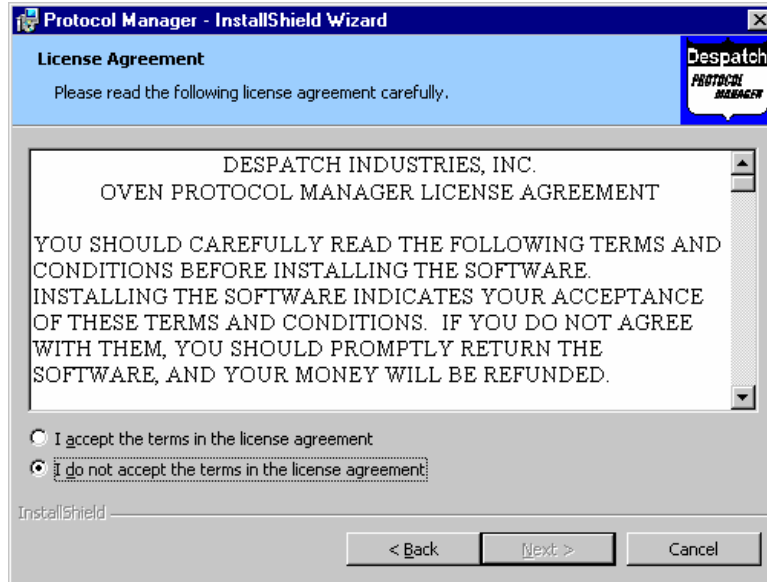 Protocol Manager - InstallShield Wizard
License Agreement
Please read the following license agreement carefully.
Despatch
PROTOCOL
MANAGER
DESPATCH INDUSTRIES, INC.
OVEN PROTOCOL MANAGER LICENSE AGREEMENT
YOU SHOULD CAREFULLY READ THE FOLLOWING TERMS AND
CONDITIONS BEFORE INSTALLING THE SOFTWARE.
INSTALLING THE SOFTWARE INDICATES YOUR ACCEPTANCE
OF THESE TERMS AND CONDITIONS.  IF YOU DO NOT AGREE
WITH THEM, YOU SHOULD PROMPTLY RETURN THE
SOFTWARE, AND YOUR MONEY WILL BE REFUNDED.
I accept the terms in the license agreement
I do not accept the terms in the license agreement
InstallShield
< Back
Next >
Cancel